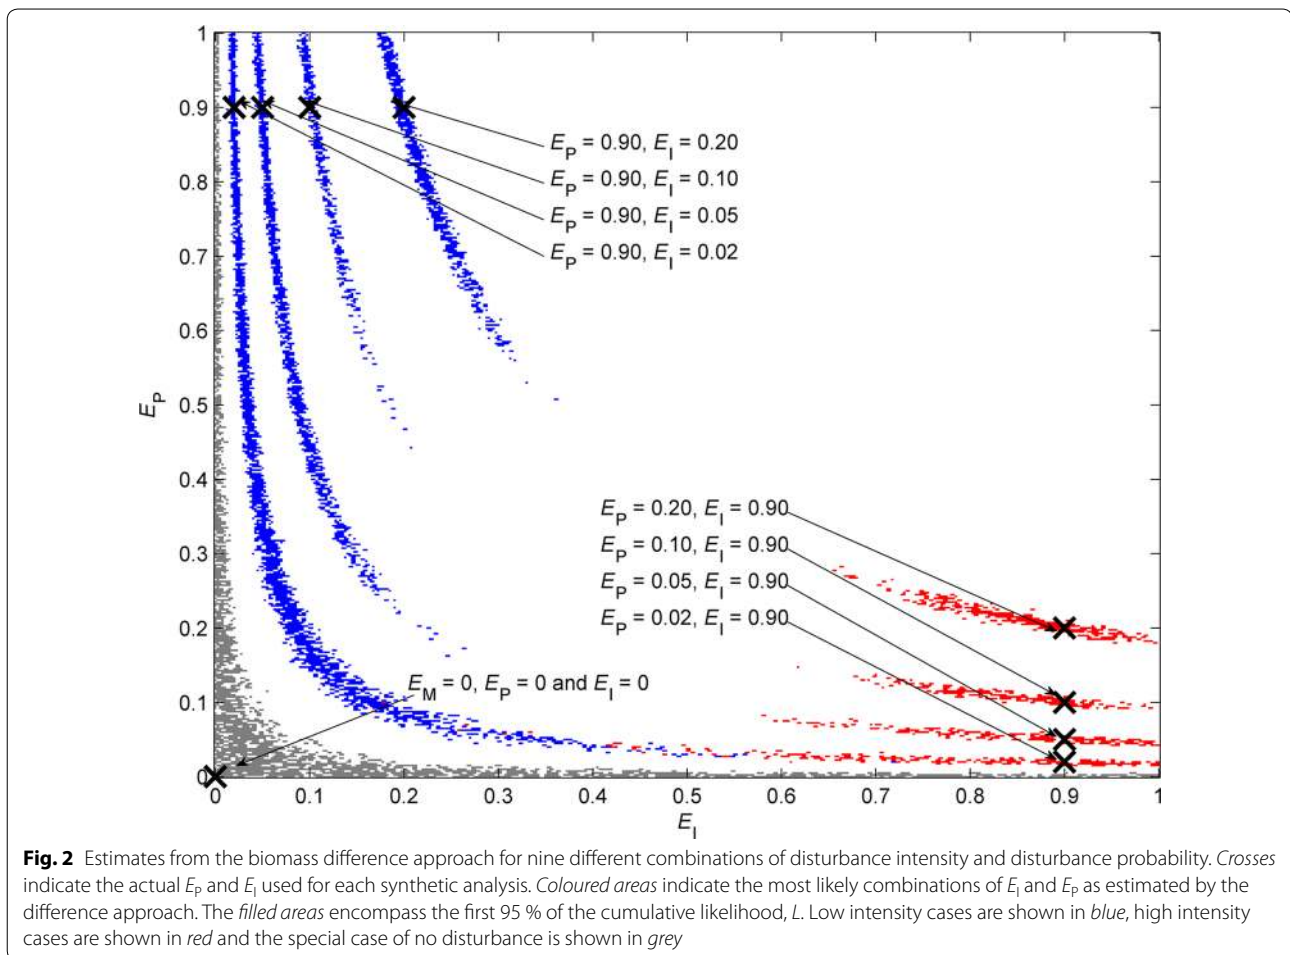 1
0.9
0.8
0.7
0.6
0.5
0.4
0.3
0.2
0.1
0
E_P
E_P = 0.90, E_I = 0.20
E_P = 0.90, E_I = 0.10
E_P = 0.90, E_I = 0.05
E_P = 0.90, E_I = 0.02
E_P = 0.20, E_I = 0.90
E_P = 0.10, E_I = 0.90
E_P = 0.05, E_I = 0.90
E_P = 0.02, E_I = 0.90
E_M = 0, E_P = 0 and E_I = 0
0 0.1 0.2 0.3 0.4 0.5 0.6 0.7 0.8 0.9 1
E_I
Fig. 2 Estimates from the biomass difference approach for nine different combinations of disturbance intensity and disturbance probability. Crosses
indicate the actual E_P and E_I used for each synthetic analysis. Coloured areas indicate the most likely combinations of E_I and E_P as estimated by the
difference approach. The filled areas encompass the first 95 % of the cumulative likelihood, L. Low intensity cases are shown in blue, high intensity
cases are shown in red and the special case of no disturbance is shown in grey